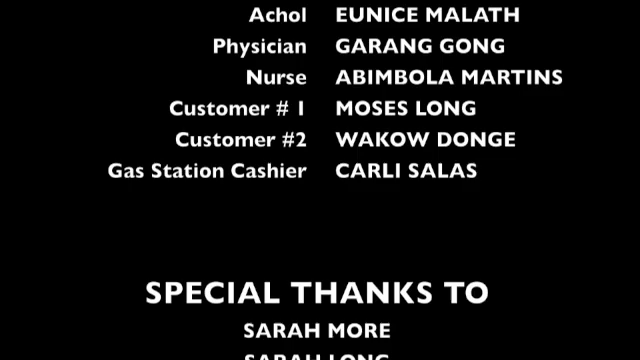 Achol EUNICE MALATH
Physician GARANG GONG
Nurse ABIMBOLA MARTINS
Customer # 1 MOSES LONG
Customer #2 WAKOW DONGE
Gas Station Cashier CARLI SALAS
SPECIAL THANKS TO
SARAH MORE
SARAH LONG